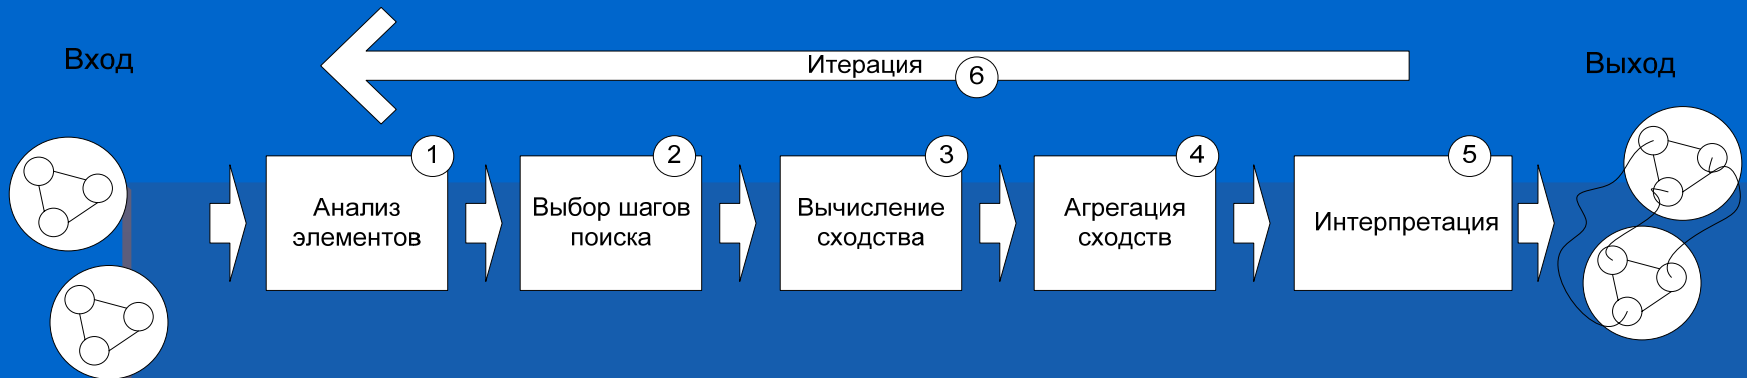 Вход
Итерация
6
Выход
1
2
3
4
5
Анализ
элементов
Выбор шагов
поиска
Вычисление
сходства
Агрегация
сходств
Интерпретация